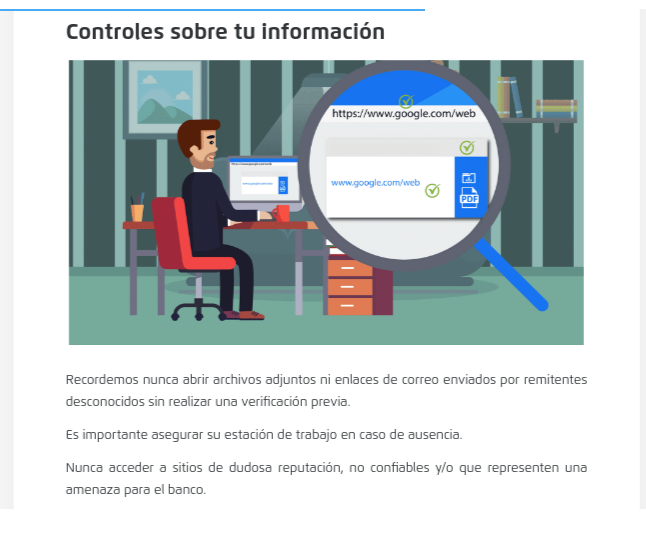 Controles sobre tu información
https://www.google.com/web
www.google.com/web
PDF
Recordemos nunca abrir archivos adjuntos ni enlaces de correo enviados por remitentes
desconocidos sin realizar una verificación previa.
Es importante asegurar su estación de trabajo en caso de ausencia.
Nunca acceder a sitios de dudosa reputación, no confiables y/o que representen una
amenaza para el banco.